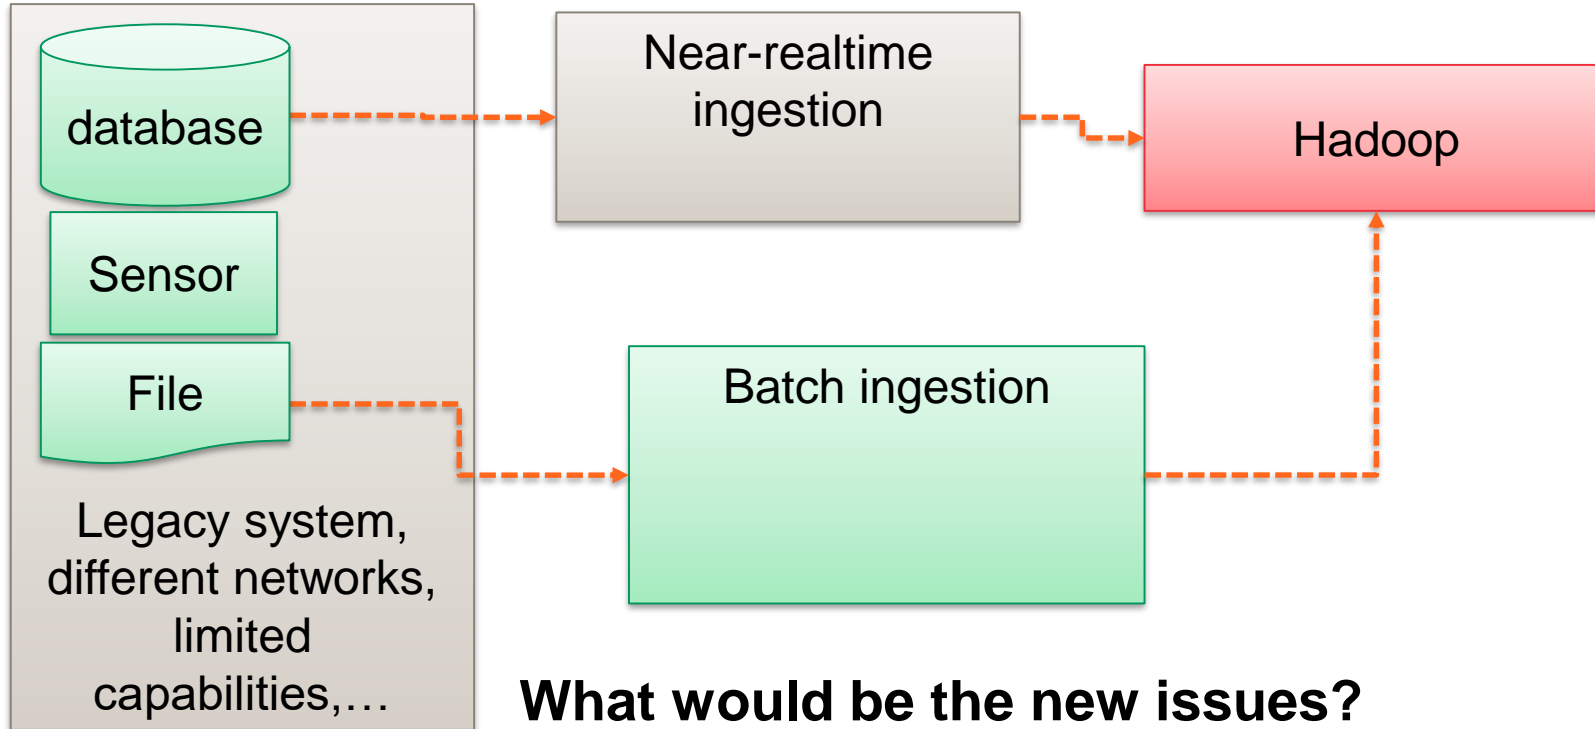 database
Near-realtime
ingestion
Hadoop
Sensor
File
Batch ingestion
Legacy system,
different networks,
limited
capabilities,…
What would be the new issues?